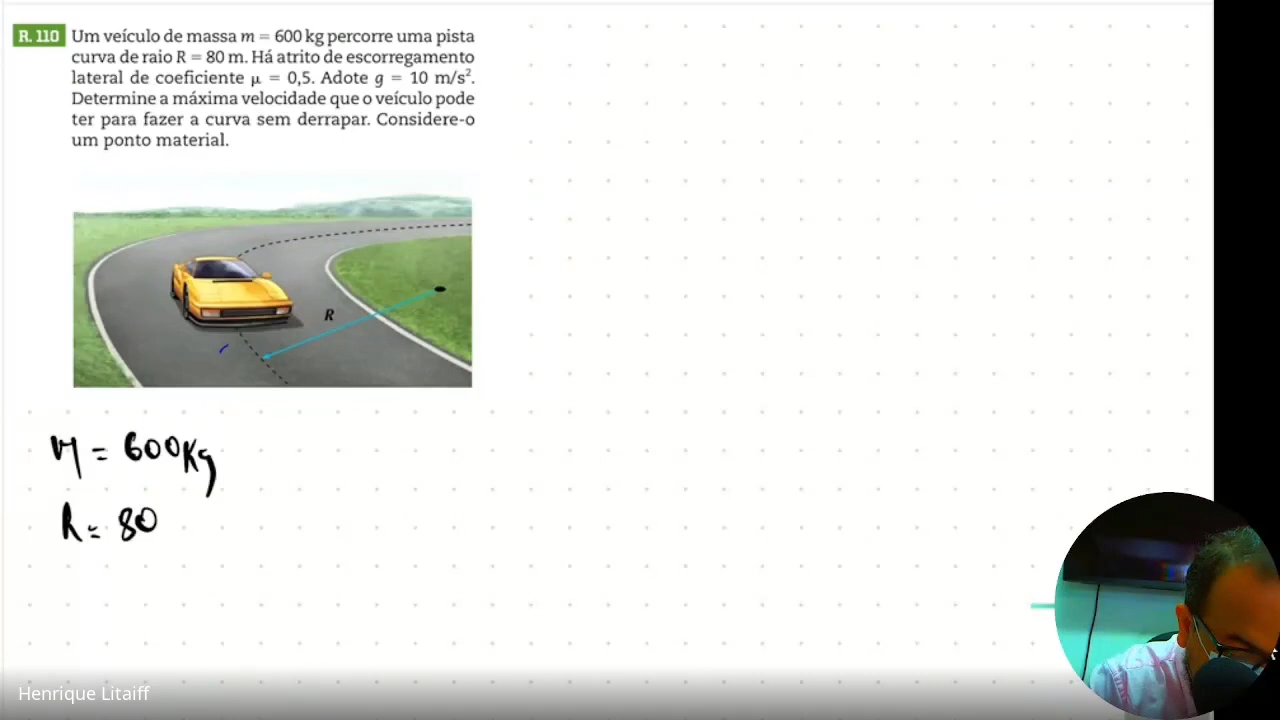 R. 110 Um veículo de massa m = 600 kg percorre uma pista
curva de raio R = 80 m. Há atrito de escorregamento
lateral de coeficiente μ = 0,5. Adote g = 10 m/s².
Determine a máxima velocidade que o veículo pode
ter para fazer a curva sem derrapar. Considere-o
um ponto material.
R
M = 600Kg
R = 80
Henrique Litaiff